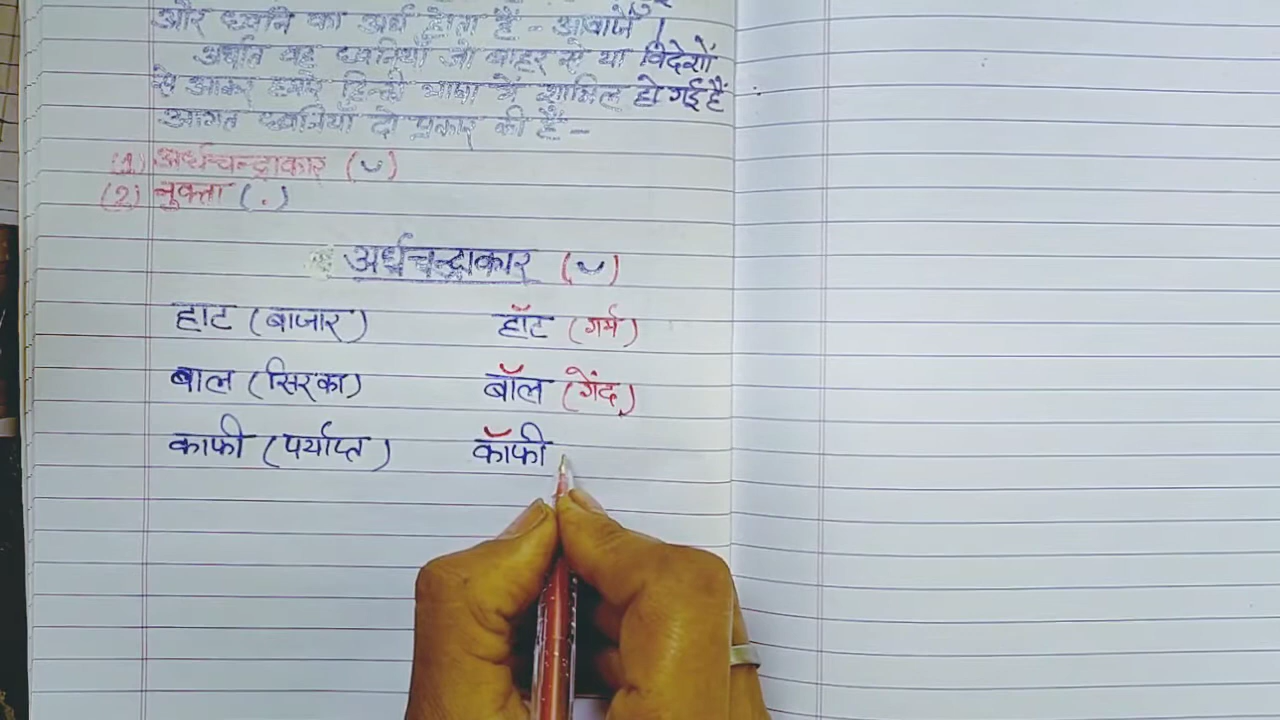 और ध्वनि का अर्थ होता है - आवाजें ।
अर्थात वह ध्वनियाँ जो बाहर से या विदेशों
से आकर हमारे हिन्दी भाषा में शामिल हो गई हैं
आगत ध्वनियाँ दो प्रकार की हैं -
(1) अर्धचन्द्राकार (ـٜ)
(2) नुक्ता (.)
अर्धचन्द्राकार (ॅ)
हाट (बाजार) हॉट (गर्म)
बाल (सिरका) बॉल (गेंद)
काफी (पर्याप्त) कॉफी